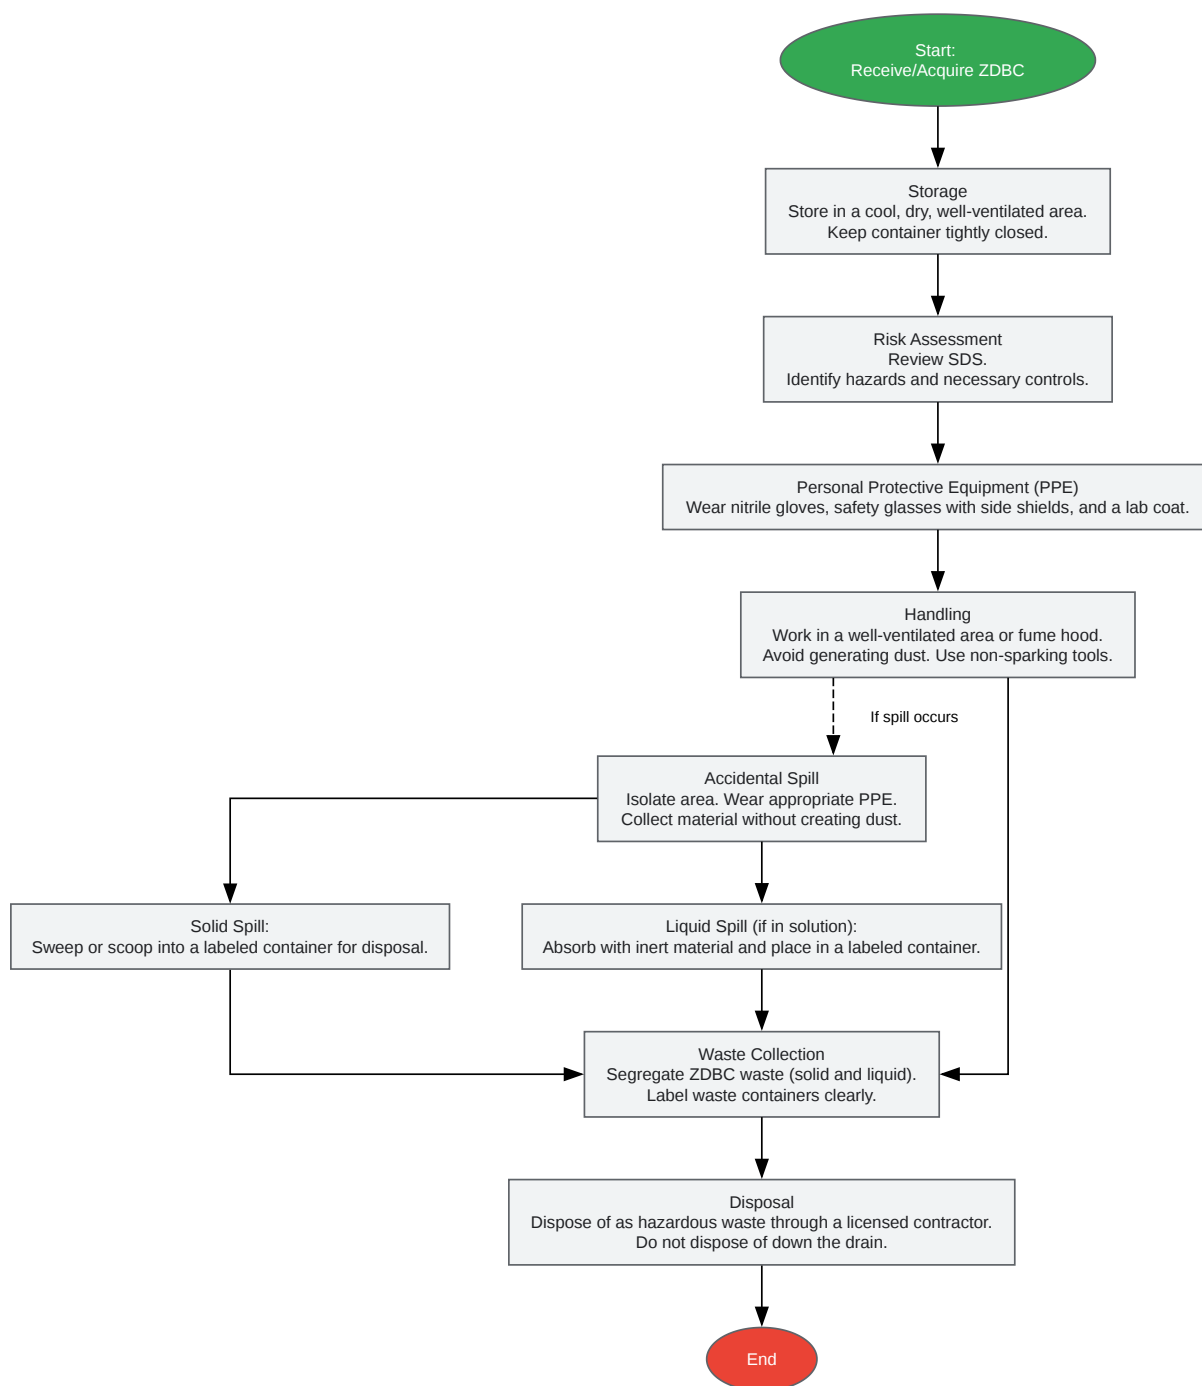 Start:
Receive/Acquire ZDBC
Storage
Store in a cool, dry, well-ventilated area.
Keep container tightly closed.
Risk Assessment
Review SDS.
Identify hazards and necessary controls.
Personal Protective Equipment (PPE)
Wear nitrile gloves, safety glasses with side shields, and a lab coat.
Handling
Work in a well-ventilated area or fume hood.
Avoid generating dust. Use non-sparking tools.
If spill occurs
Accidental Spill
Isolate area. Wear appropriate PPE.
Collect material without creating dust.
Solid Spill:
Sweep or scoop into a labeled container for disposal.
Liquid Spill (if in solution):
Absorb with inert material and place in a labeled container.
Waste Collection
Segregate ZDBC waste (solid and liquid).
Label waste containers clearly.
Disposal
Dispose of as hazardous waste through a licensed contractor.
Do not dispose of down the drain.
End